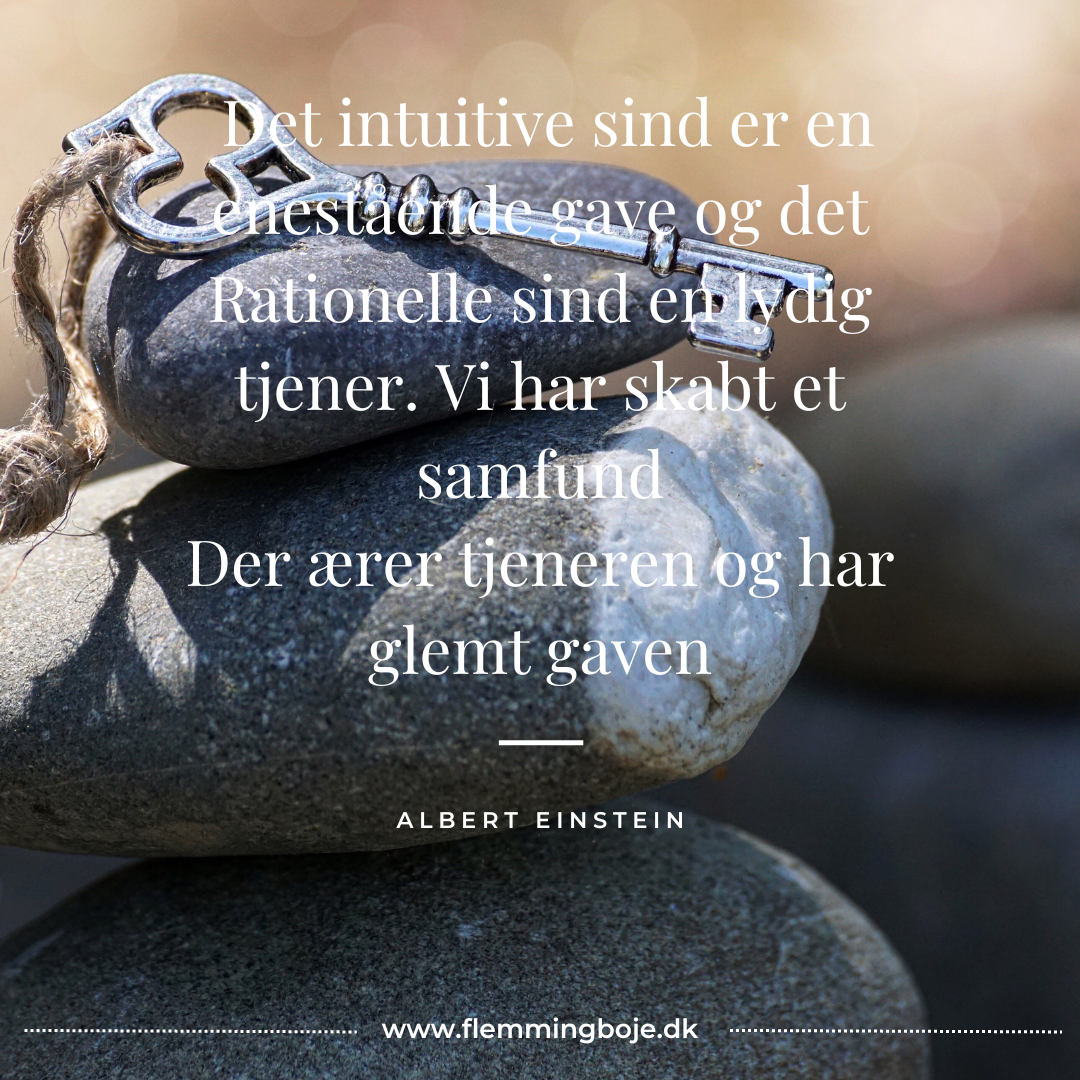 Det intuitive sind er en
enestående gave og det
Rationelle sind en lydig
tjener. Vi har skabt et
samfund
Der ærer tjeneren og har
glemt gaven
ALBERT EINSTEIN
www.flemmingboje.dk